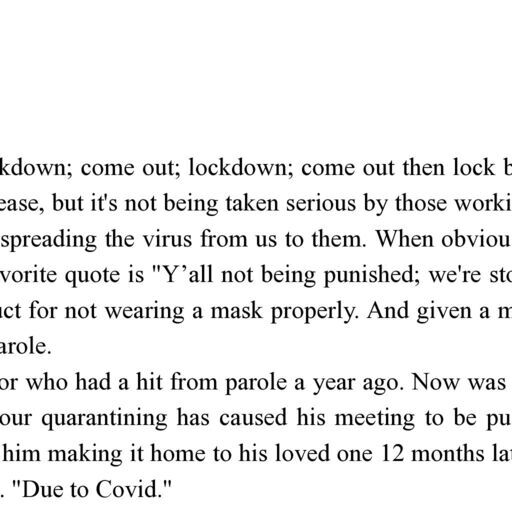 kdown; come out; lockdown; come out then lock b
ease, but it's not being taken serious by those worki
spreading the virus from us to them. When obviou
vorite quote is "Y’all not being punished; we're sto
uct for not wearing a mask properly. And given a m
arole.
or who had a hit from parole a year ago. Now was
our quarantining has caused his meeting to be pu
him making it home to his loved one 12 months lat
. "Due to Covid."